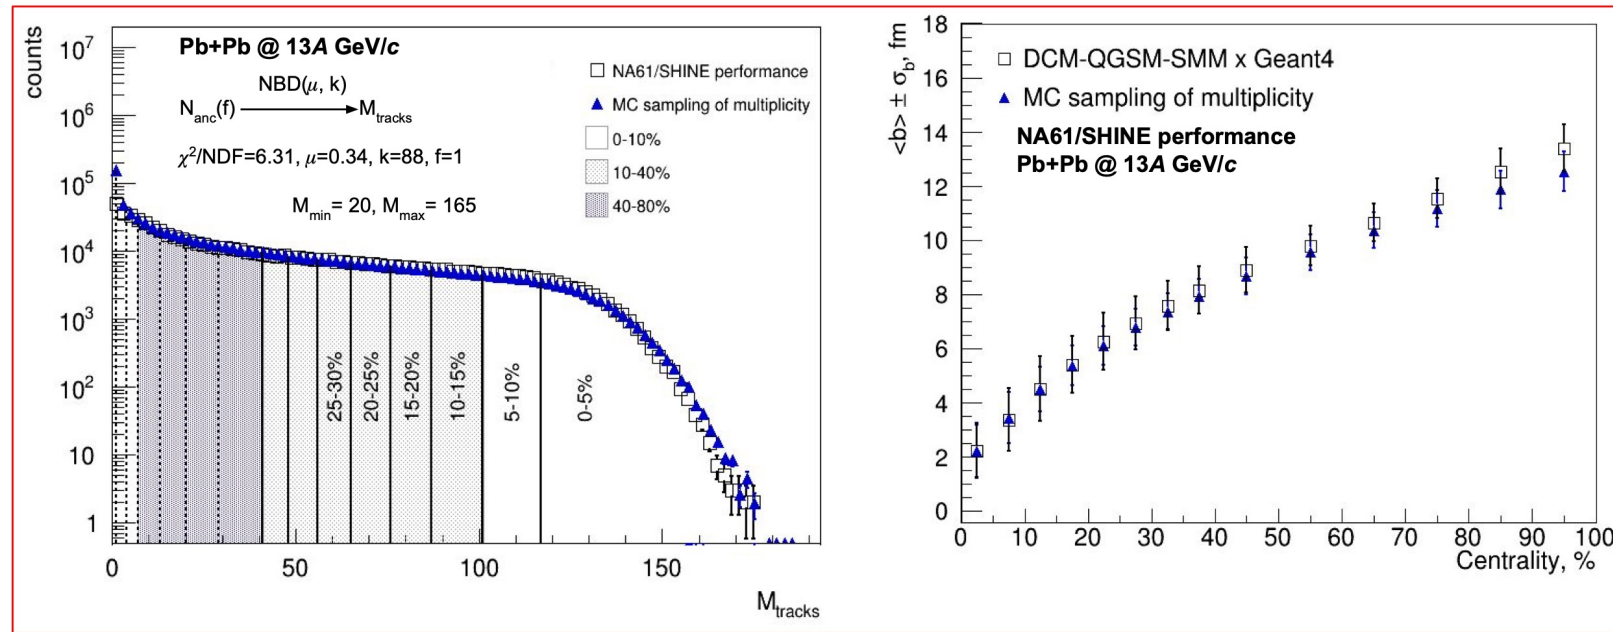 counts
10⁷
10⁶
10⁵
10⁴
10³
10²
10
1
Pb+Pb @ 13A GeV/c
NBD(μ, k)
N_anc(f) → M_tracks
χ²/NDF=6.31, μ=0.34, k=88, f=1
M_min= 20, M_max= 165
NA61/SHINE performance
MC sampling of multiplicity
0-10%
10-40%
40-80%
25-30%
20-25%
15-20%
10-15%
5-10%
0-5%
0 50 100 150
M_tracks
<b> ± σ_b, fm
18
16
14
12
10
8
6
4
2
0
DCM-QGSM-SMM x Geant4
MC sampling of multiplicity
NA61/SHINE performance
Pb+Pb @ 13A GeV/c
0 10 20 30 40 50 60 70 80 90 100
Centrality, %